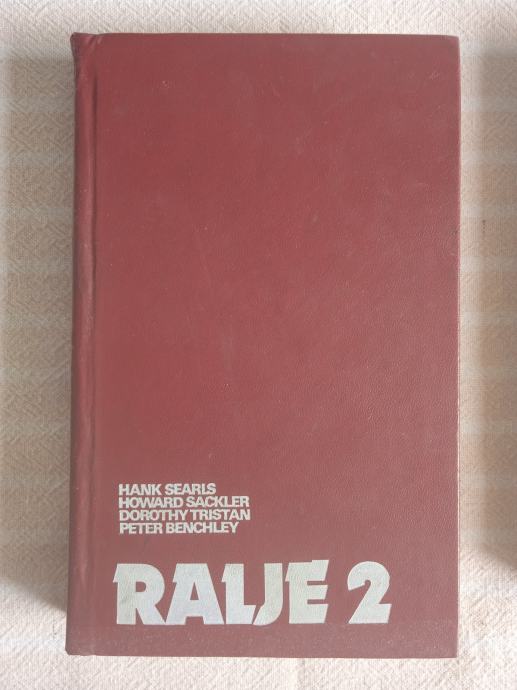 HANK SEARLS
HOWARD SACKLER
DOROTHY TRISTAN
PETER BENCHLEY
RALJE 2